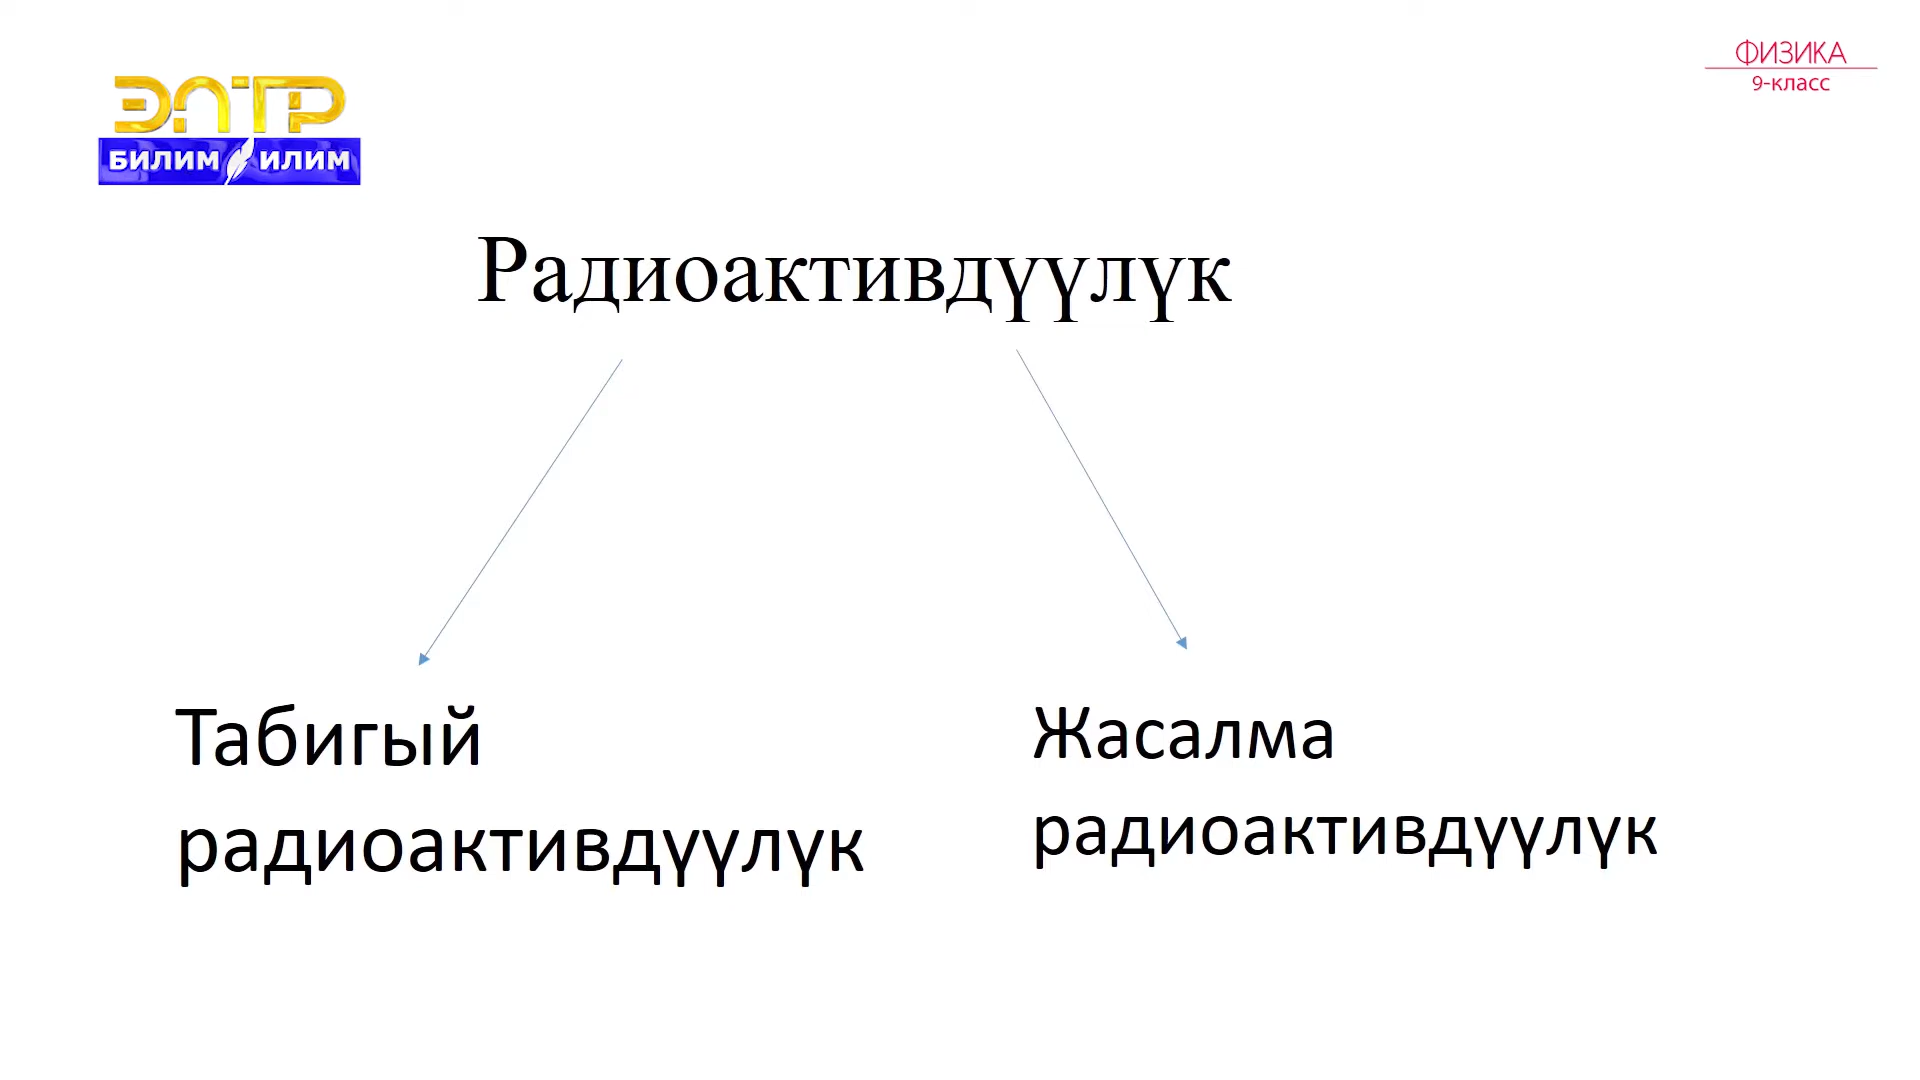 ЭЛТР
БИЛИМ ИЛИМ
ФИЗИКА
9-класс
Радиоактивдүүлүк
Табигый
радиоактивдүүлүк
Жасалма
радиоактивдүүлүк